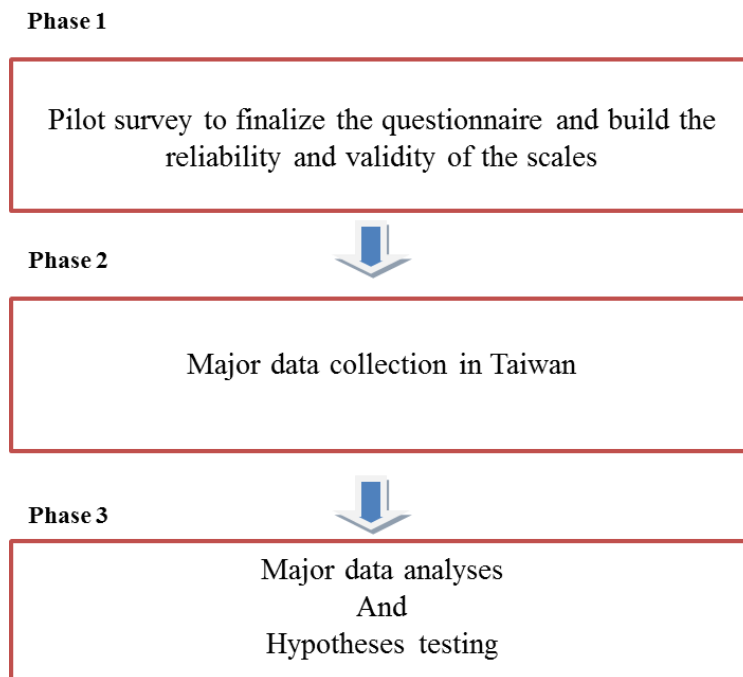 Phase 1
Pilot survey to finalize the questionnaire and build the
reliability and validity of the scales
Phase 2
Major data collection in Taiwan
Phase 3
Major data analyses
And
Hypotheses testing